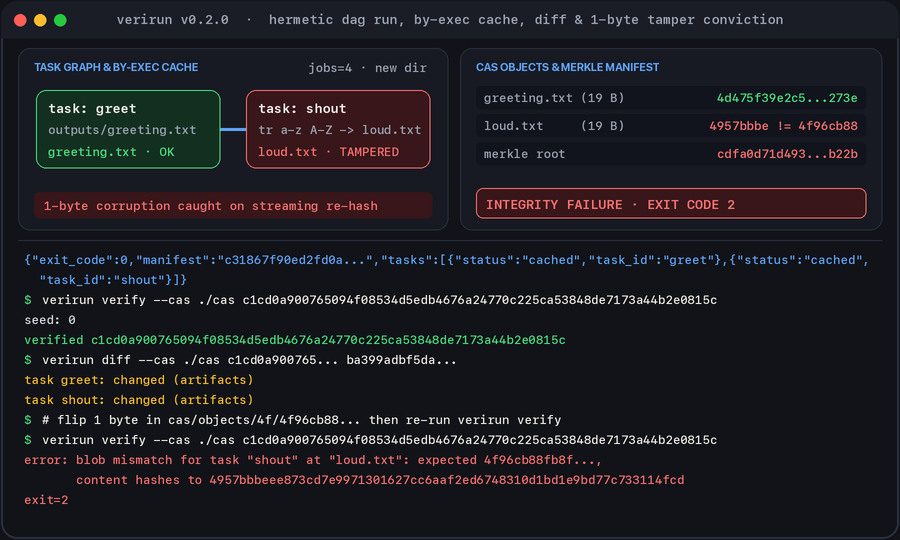 verirun v0.2.0 · hermetic dag run, by-exec cache, diff & 1-byte tamper conviction
TASK GRAPH & BY-EXEC CACHE
jobs=4 · new dir
task: greet
outputs/greeting.txt
greeting.txt · OK
task: shout
tr a-z A-Z -> loud.txt
loud.txt · TAMPERED
1-byte corruption caught on streaming re-hash
CAS OBJECTS & MERKLE MANIFEST
greeting.txt (19 B) 4d475f39e2c5...273e
loud.txt (19 B) 4957bbbe != 4f96cb88
merkle root cdfa0d71d493...b22b
INTEGRITY FAILURE · EXIT CODE 2
{"exit_code":0,"manifest":"c31867f90ed2fd0a...","tasks":[{"status":"cached","task_id":"greet"},{"status":"cached",
"task_id":"shout"}]}
$ verirun verify --cas ./cas c1cd0a900765094f08534d5edb4676a24770c225ca53848de7173a44b2e0815c
seed: 0
verified c1cd0a900765094f08534d5edb4676a24770c225ca53848de7173a44b2e0815c
$ verirun diff --cas ./cas c1cd0a900765... ba399adbf5da...
task greet: changed (artifacts)
task shout: changed (artifacts)
$ # flip 1 byte in cas/objects/4f/4f96cb88... then re-run verirun verify
$ verirun verify --cas ./cas c1cd0a900765094f08534d5edb4676a24770c225ca53848de7173a44b2e0815c
error: blob mismatch for task "shout" at "loud.txt": expected 4f96cb88fb8f...,
content hashes to 4957bbbeee873cd7e9971301627cc6aaf2ed6748310d1bd1e9bd77c733114fcd
exit=2